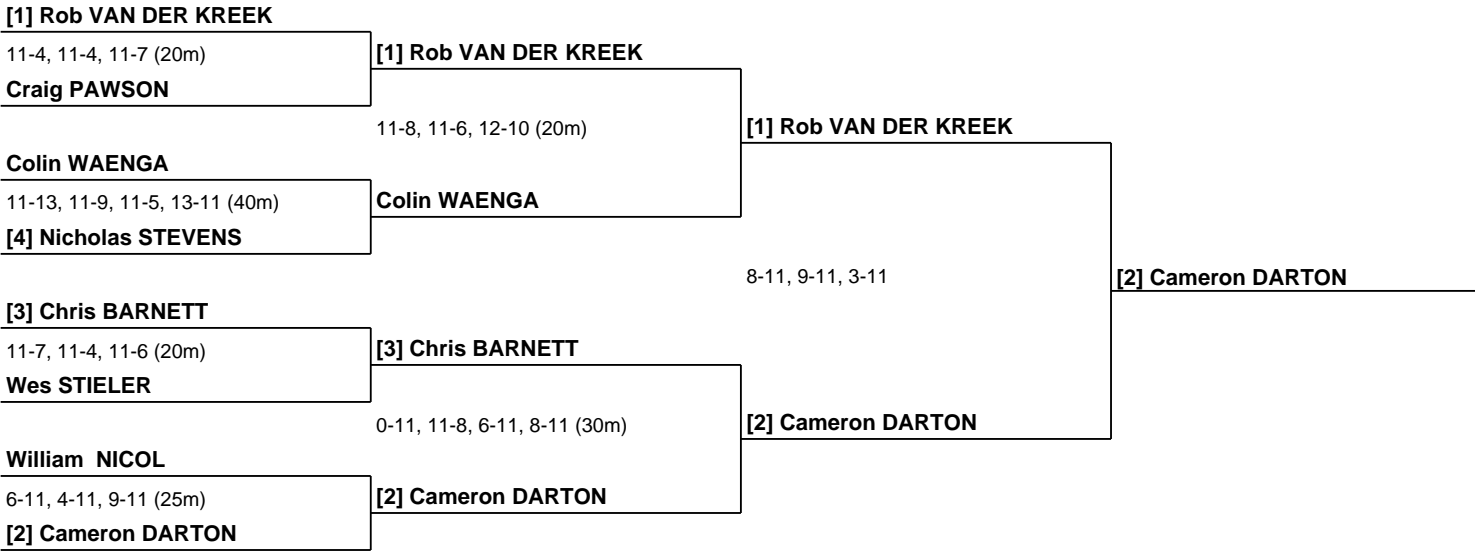 [1] Rob VAN DER KREEK
11-4, 11-4, 11-7 (20m)
Craig PAWSON
Colin WAENGA
11-13, 11-9, 11-5, 13-11 (40m)
[4] Nicholas STEVENS
[3] Chris BARNETT
11-7, 11-4, 11-6 (20m)
Wes STIELER
William  NICOL
6-11, 4-11, 9-11 (25m)
[2] Cameron DARTON
[1] Rob VAN DER KREEK
11-8, 11-6, 12-10 (20m)
Colin WAENGA
[3] Chris BARNETT
0-11, 11-8, 6-11, 8-11 (30m)
[2] Cameron DARTON
[1] Rob VAN DER KREEK
8-11, 9-11, 3-11
[2] Cameron DARTON
[2] Cameron DARTON